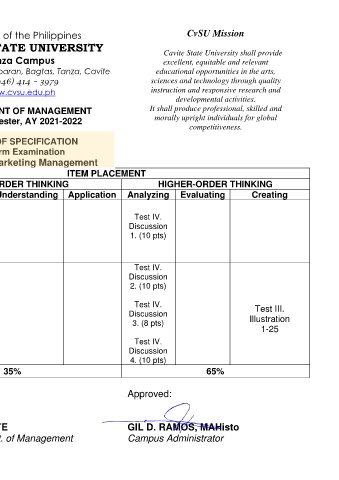 of the Philippines
STATE UNIVERSITY
nza Campus
paran, Bagtas, Tanza, Cavite
046) 414 – 3979
w.cvsu.edu.ph
CvSU Mission
Cavite State University shall provide
excellent, equitable and relevant
educational opportunities in the arts,
sciences and technology through quality
instruction and responsive research and
developmental activities.
It shall produce professional, skilled and
morally upright individuals for global
competitiveness.
NT OF MANAGEMENT
ester, AY 2021-2022
OF SPECIFICATION
rm Examination
arketing Management
ITEM PLACEMENT
RDER THINKING HIGHER-ORDER THINKING
Understanding Application Analyzing Evaluating Creating
Test IV.
Discussion
1. (10 pts)
Test IV.
Discussion
2. (10 pts)
Test IV.
Discussion
3. (8 pts)
Test IV.
Discussion
4. (10 pts)
Test III.
Illustration
1-25
35% 65%
Approved:
TE GIL D. RAMOS, MAHisto
t. of Management Campus Administrator